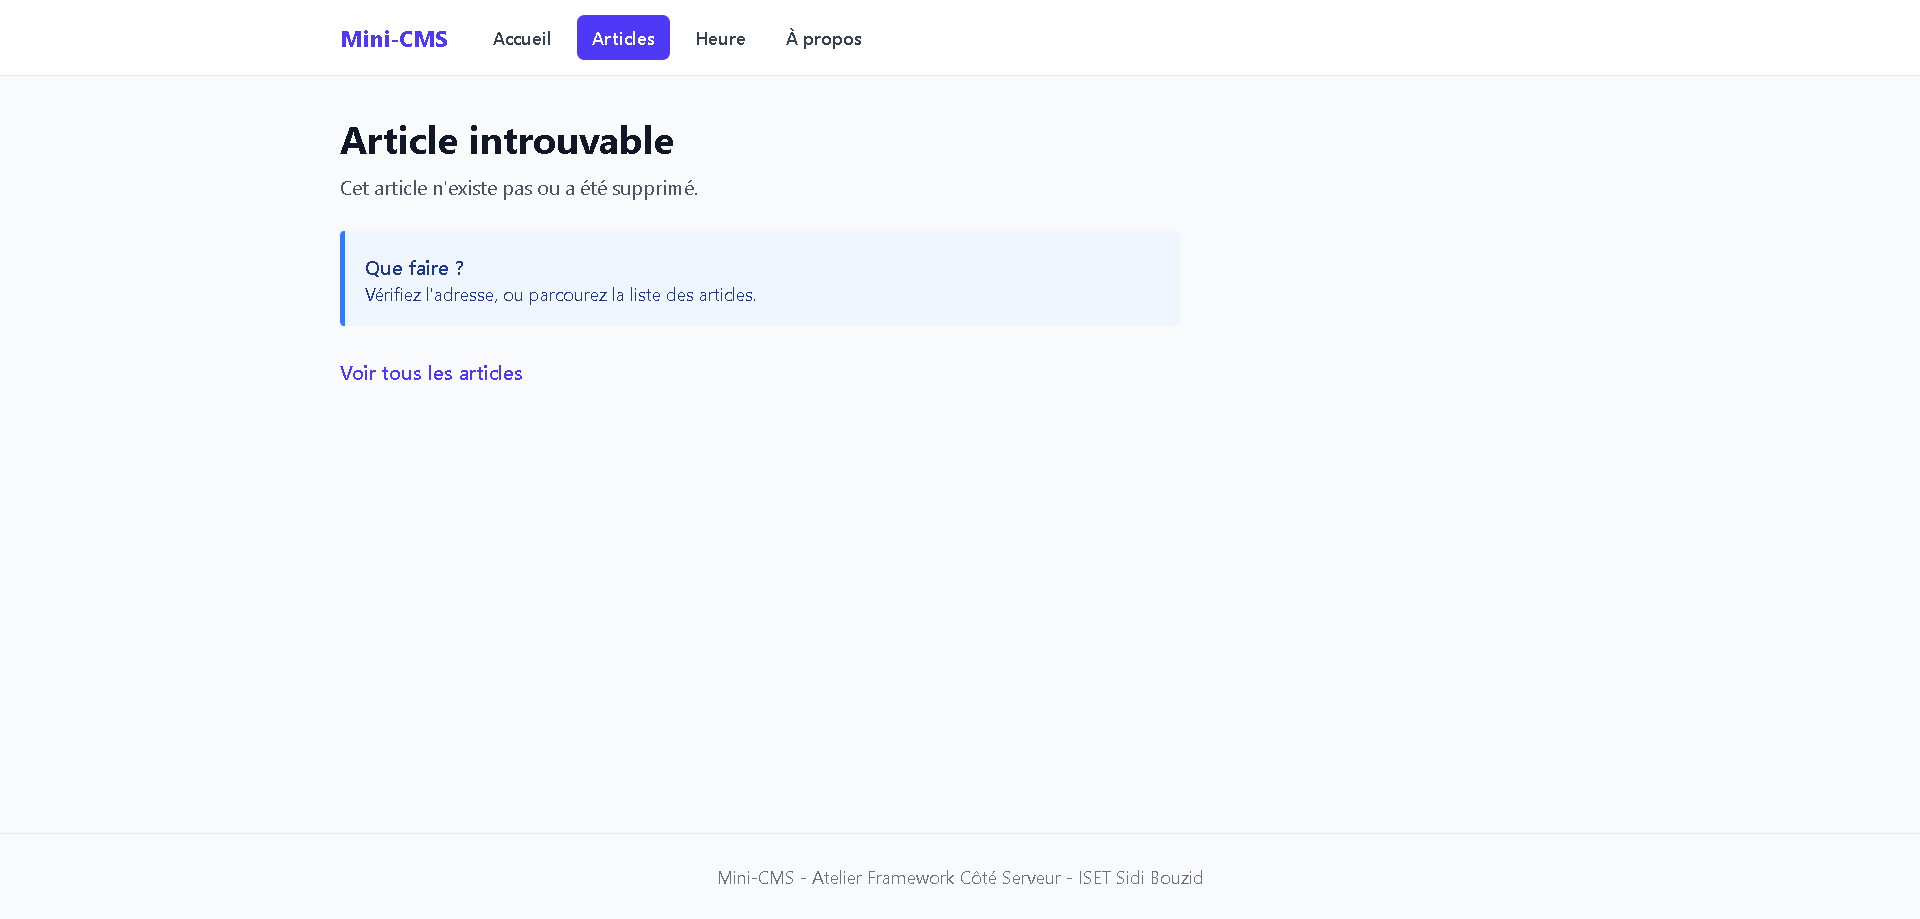 Mini-CMS Accueil Articles Heure À propos
Article introuvable
Cet article n'existe pas ou a été supprimé.
Que faire ?
Vérifiez l'adresse, ou parcourez la liste des articles.
Voir tous les articles
Mini-CMS - Atelier Framework Côté Serveur - ISET Sidi Bouzid